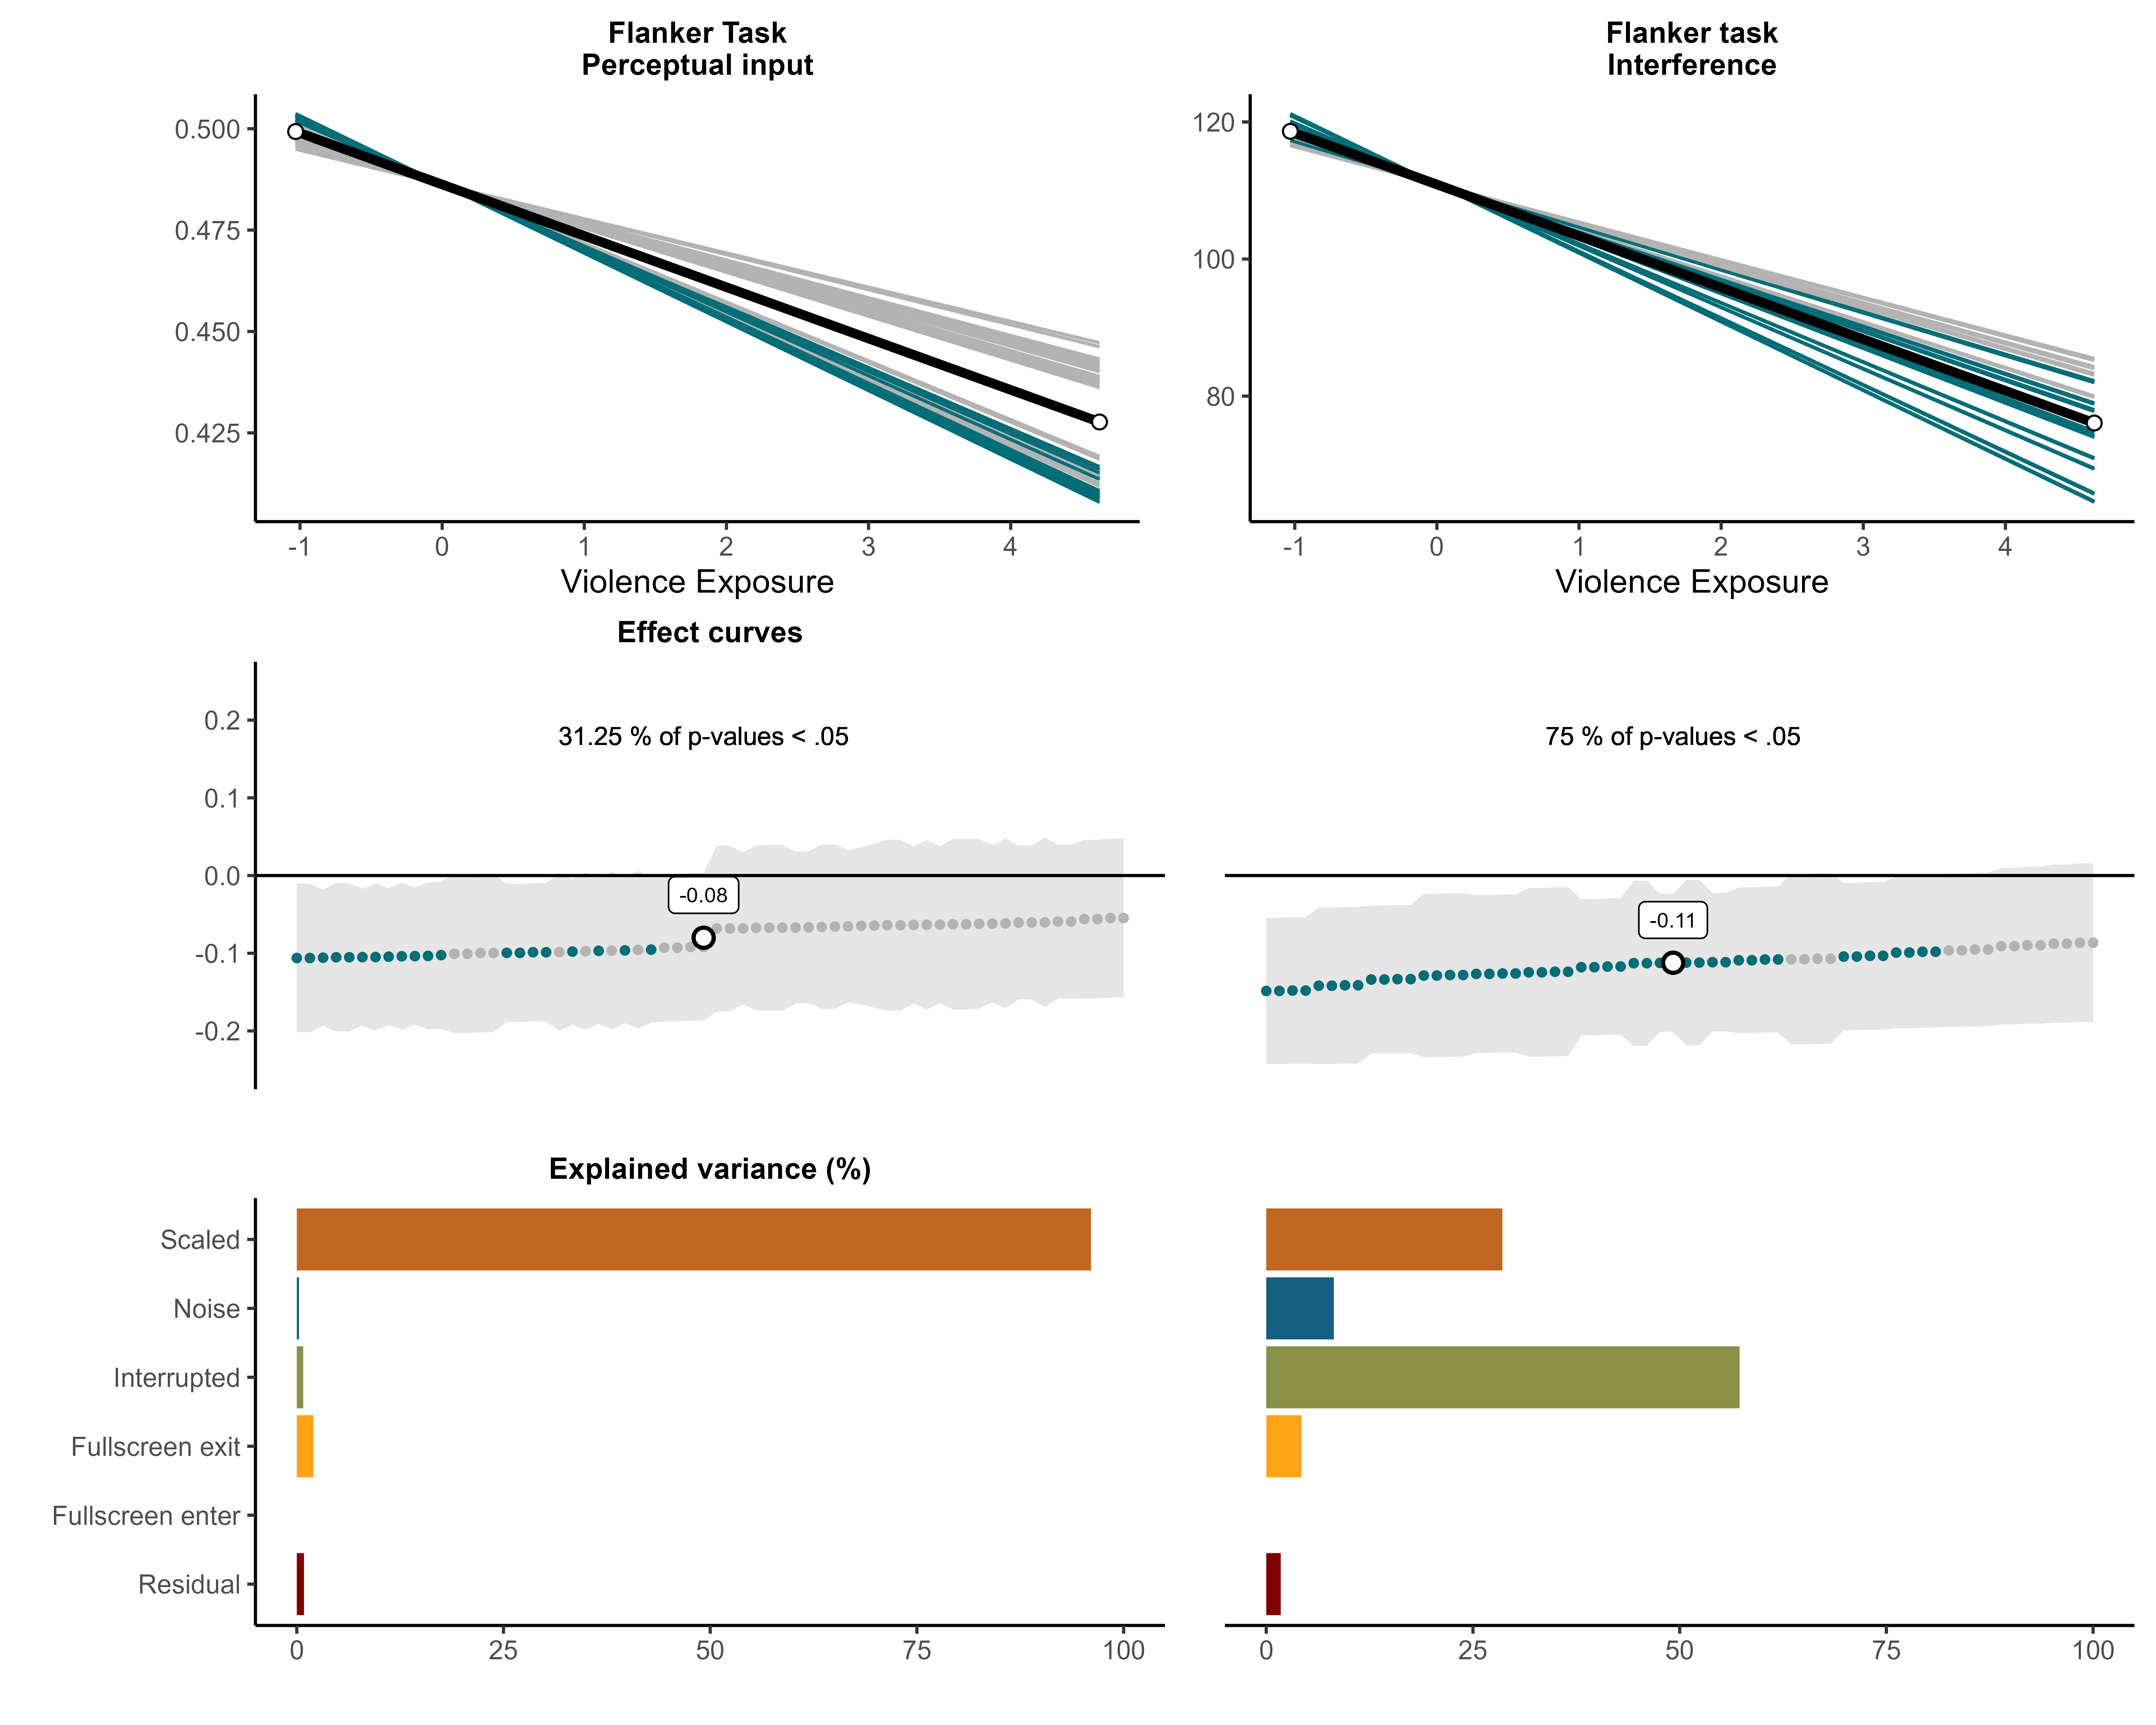 Flanker Task
Perceptual input
0.500
0.475
0.450
0.425
-1 0 1 2 3 4
Violence Exposure
Flanker task
Interference
120
100
80
-1 0 1 2 3 4
Violence Exposure
Effect curves
0.2
0.1
0.0
-0.1
-0.2
31.25 % of p-values < .05
-0.08
75 % of p-values < .05
-0.11
Explained variance (%)
Scaled
Noise
Interrupted
Fullscreen exit
Fullscreen enter
Residual
0 25 50 75 100
0 25 50 75 100